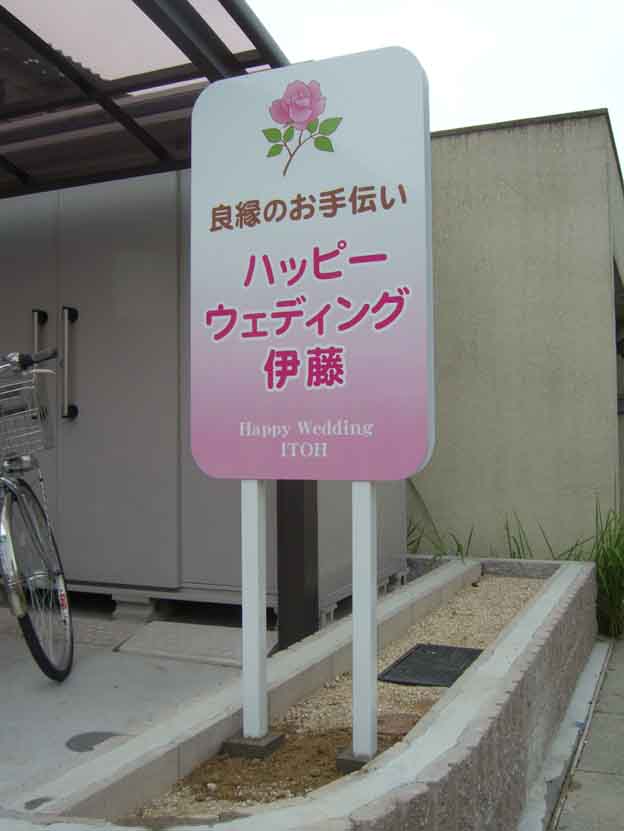 良縁のお手伝い
ハッピー
ウェディング
伊藤
Happy Wedding
ITOH